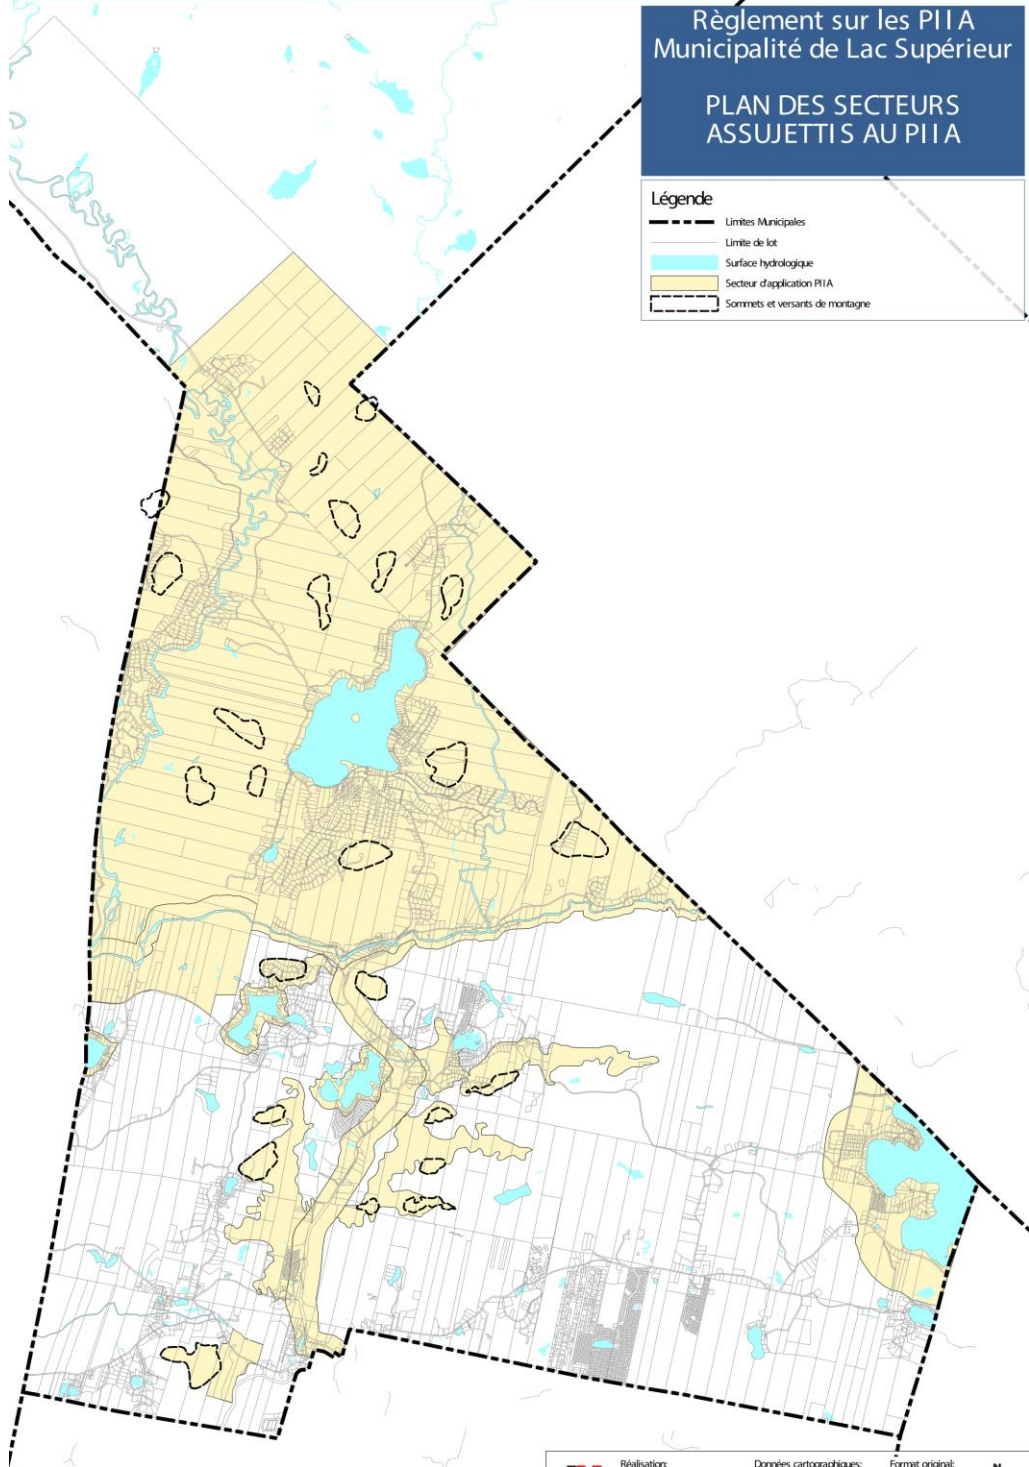 Règlement sur les PIIA
Municipalité de Lac Supérieur
PLAN DES SECTEURS
ASSUJETTIS AU PIIA
Légende
Limites Municipales
Limite de lot
Surface hydrologique
Secteur d'application PIIA
Sommets et versants de montagne
Réalisation: Données cartographiques: Format original: N